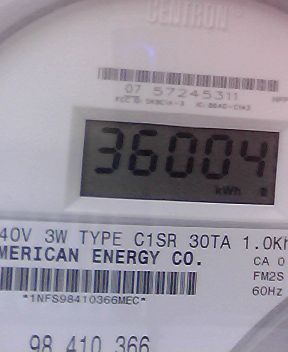 CENTRON
07 57245311
36004
kWh
40V 3W TYPE C1SR 30TA 1.0Kh
MERICAN ENERGY CO.
CA 0
FM2S
60Hz
*1NFS98410366MEC*
98 410 366